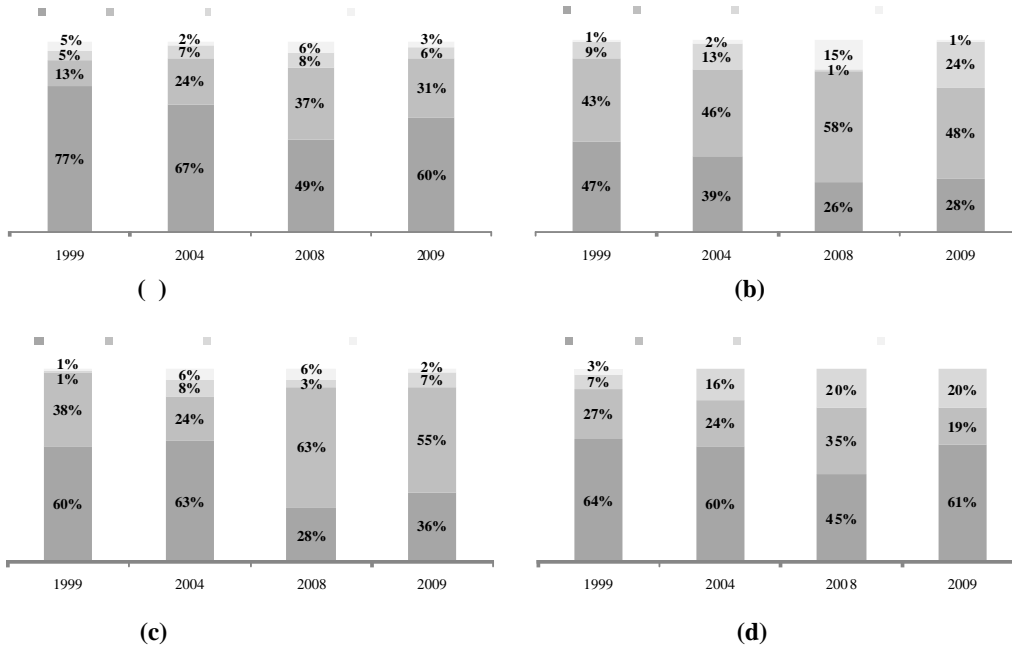 5% 2% 6% 3%
5% 7% 8% 6%
13% 24% 37% 31%
77% 67% 49% 60%
1999 2004 2008 2009
( )
1% 2% 15% 1%
9% 13% 1% 24%
43% 46% 58% 48%
47% 39% 26% 28%
1999 2004 2008 2009
(b)
1% 6% 6% 2%
1% 8% 3% 7%
38% 24% 63% 55%
60% 63% 28% 36%
1999 2004 2008 2009
(c)
3% 16% 20% 20%
7% 24% 35% 19%
27% 60% 45% 61%
64%
1999 2004 2008 2009
(d)